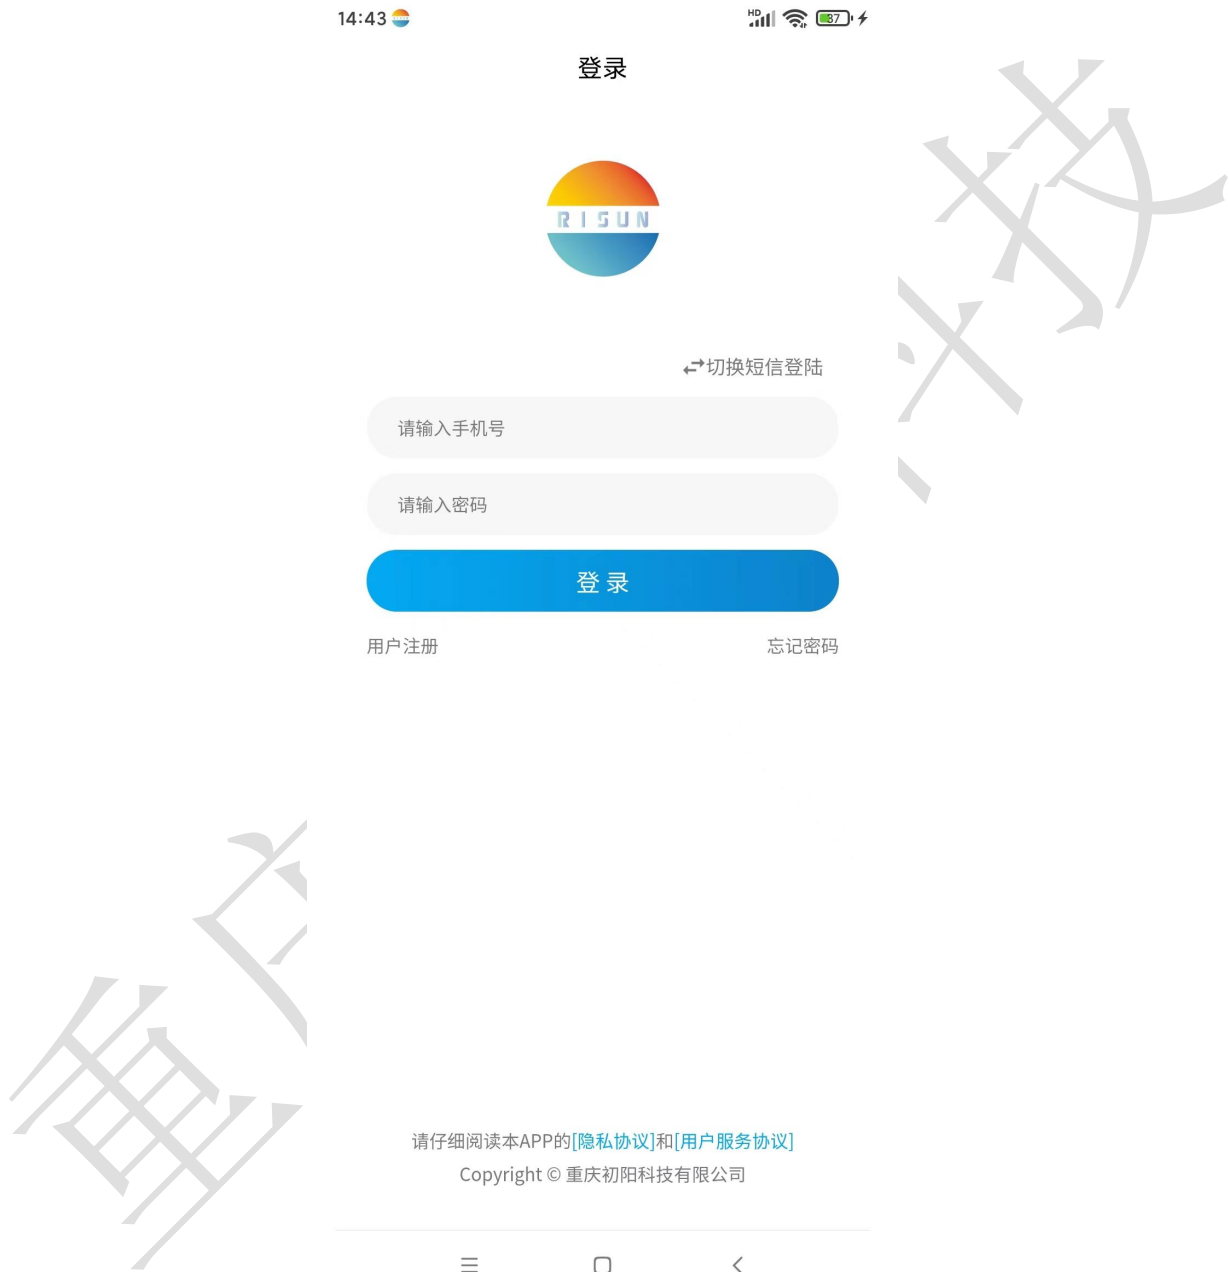 14:43
HD
87
登录
RISUN
切换短信登陆
请输入手机号
请输入密码
登 录
用户注册
忘记密码
请仔细阅读本APP的[隐私协议]和[用户服务协议]
Copyright © 重庆初阳科技有限公司